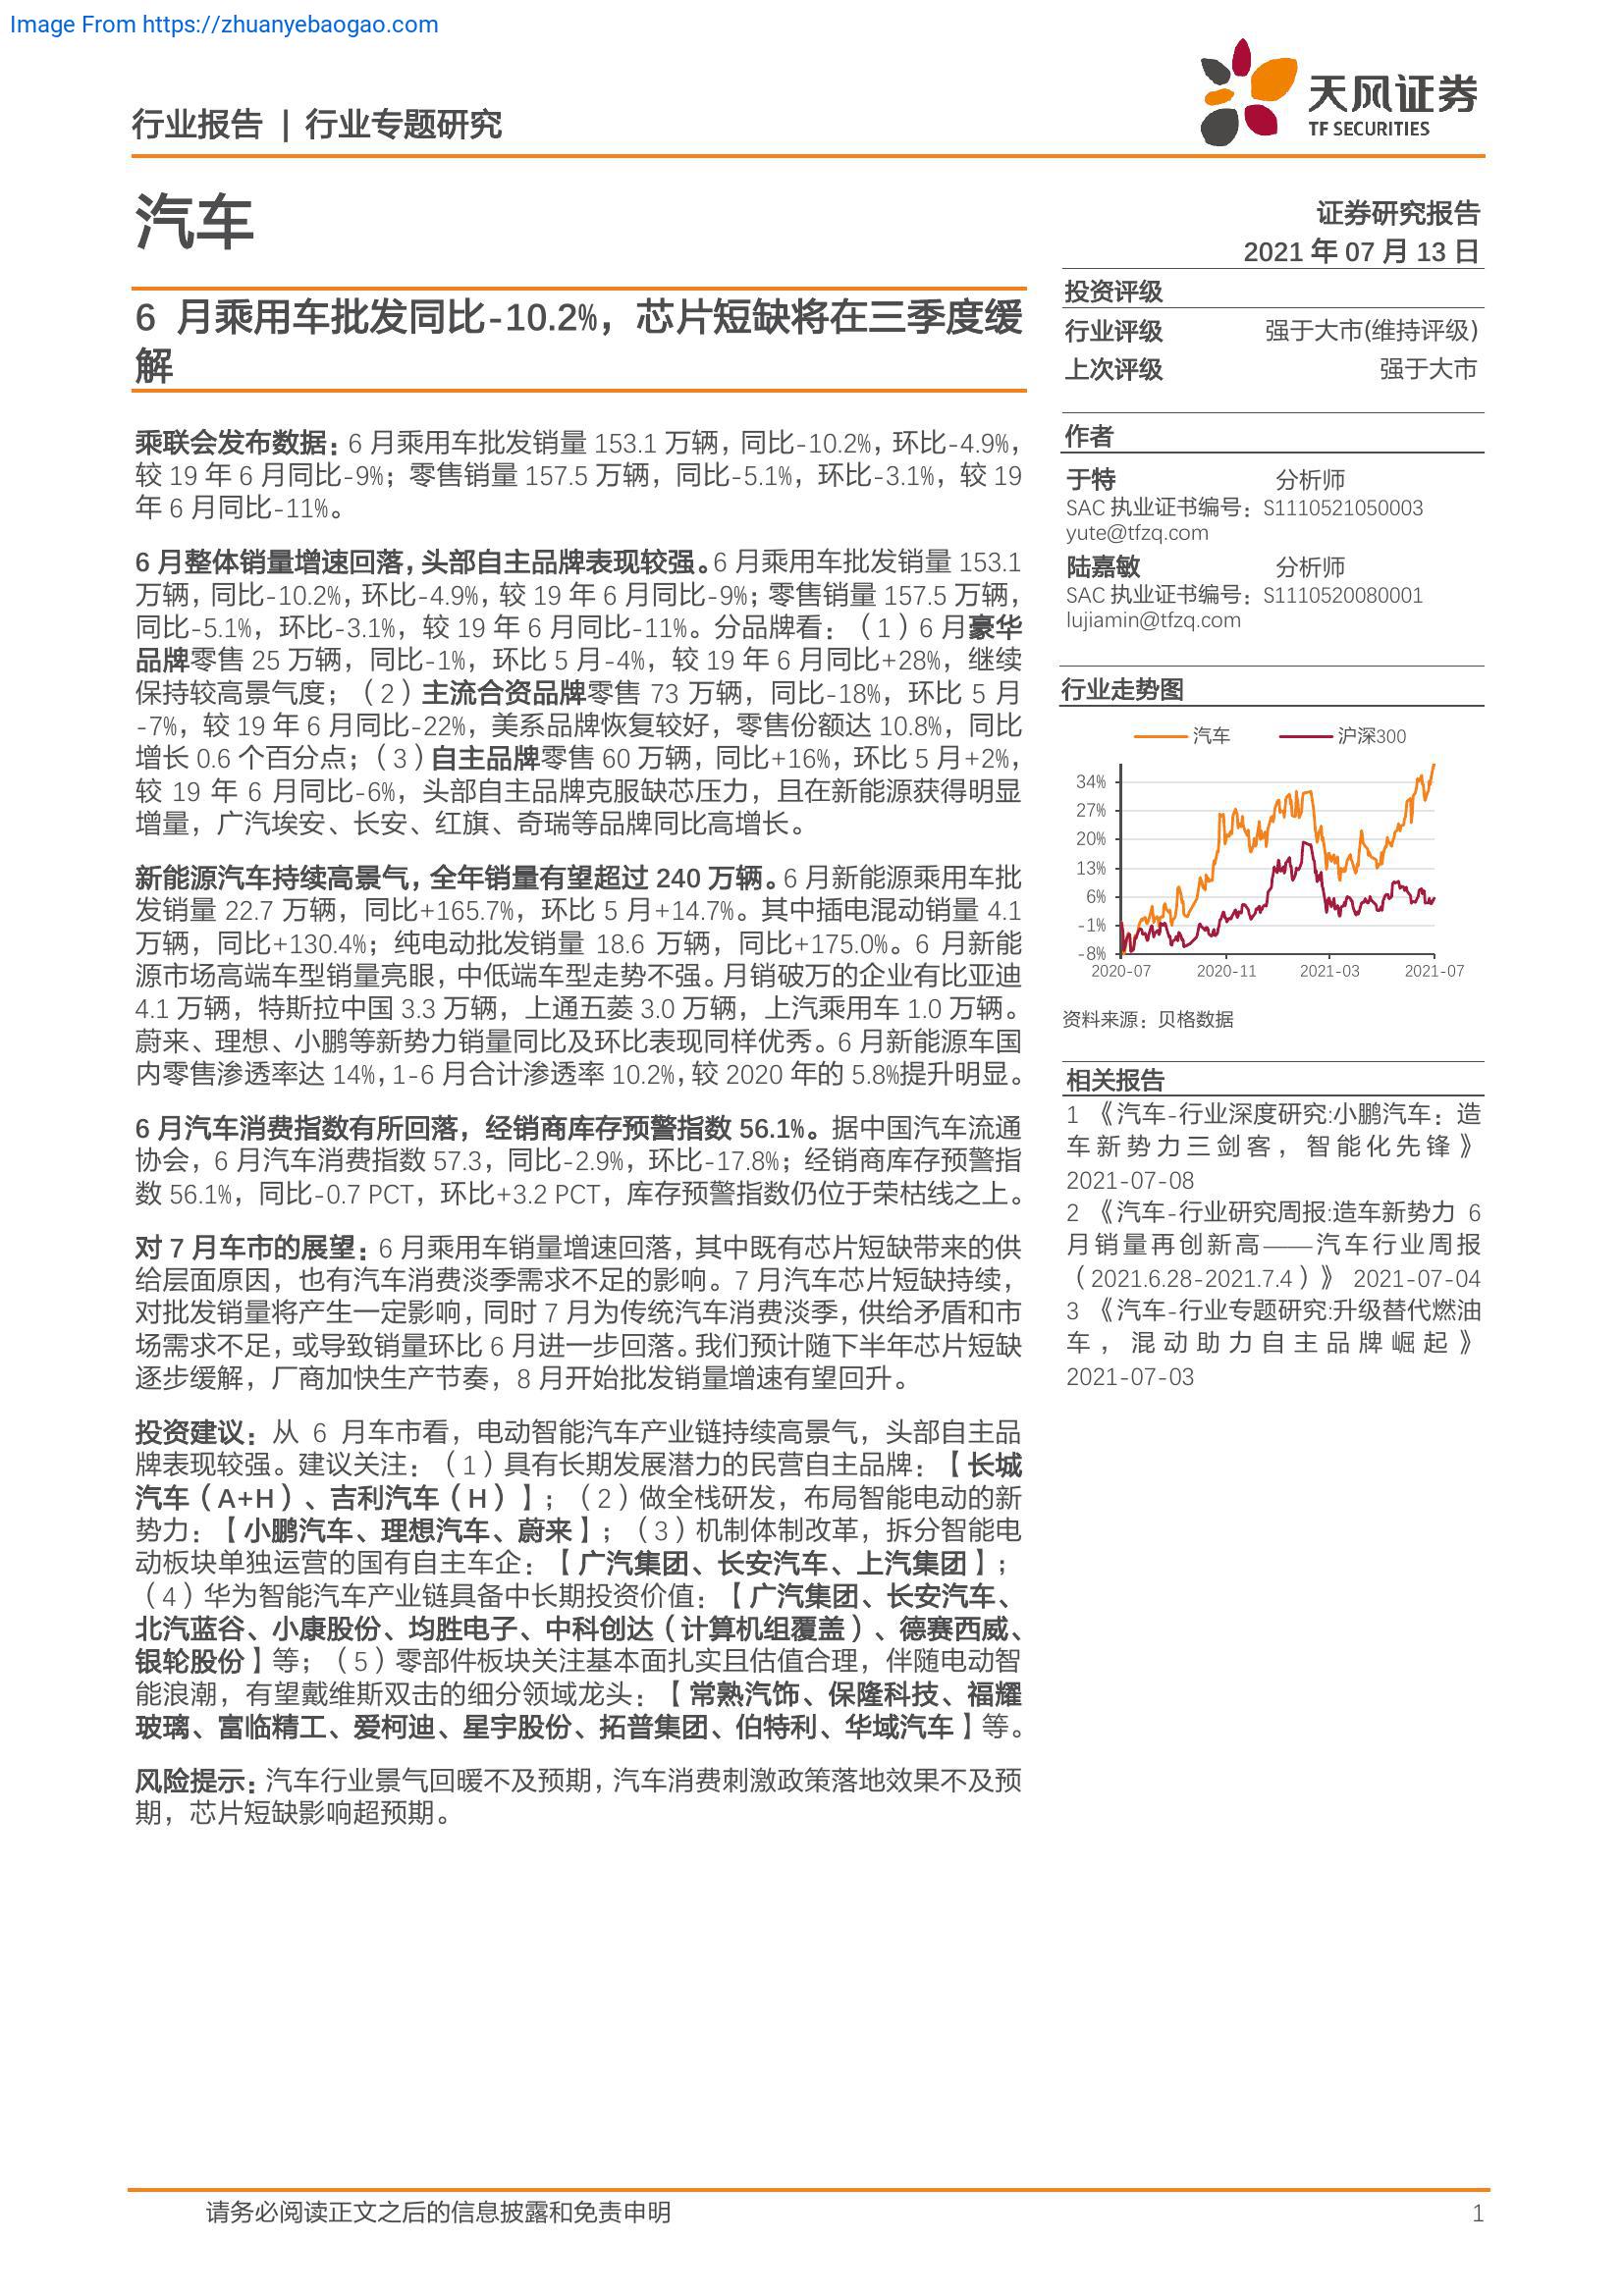 Image From https://zhuanyebaogao.com
行业报告 | 行业专题研究
天风证券
TF SECURITIES
汽车
证券研究报告
2021 年 07 月 13 日
6 月乘用车批发同比-10.2%，芯片短缺将在三季度缓
解
乘联会发布数据：6 月乘用车批发销量 153.1 万辆，同比-10.2%，环比-4.9%，
较 19 年 6 月同比-9%；零售销量 157.5 万辆，同比-5.1%，环比-3.1%，较 19
年 6 月同比-11%。
6 月整体销量增速回落，头部自主品牌表现较强。6 月乘用车批发销量 153.1
万辆，同比-10.2%，环比-4.9%，较 19 年 6 月同比-9%；零售销量 157.5 万辆，
同比-5.1%，环比-3.1%，较 19 年 6 月同比-11%。分品牌看：（1）6 月豪华
品牌零售 25 万辆，同比-1%，环比 5 月-4%，较 19 年 6 月同比+28%，继续
保持较高景气度；（2）主流合资品牌零售 73 万辆，同比-18%，环比 5 月
-7%，较 19 年 6 月同比-22%，美系品牌恢复较好，零售份额达 10.8%，同比
增长 0.6 个百分点；（3）自主品牌零售 60 万辆，同比+16%，环比 5 月+2%，
较 19 年 6 月同比-6%，头部自主品牌克服缺芯压力，且在新能源获得明显
增量，广汽埃安、长安、红旗、奇瑞等品牌同比高增长。
新能源汽车持续高景气，全年销量有望超过 240 万辆。6 月新能源乘用车批
发销量 22.7 万辆，同比+165.7%，环比 5 月+14.7%。其中插电混动销量 4.1
万辆，同比+130.4%；纯电动批发销量 18.6 万辆，同比+175.0%。6 月新能
源市场高端车型销量亮眼，中低端车型走势不强。月销破万的企业有比亚迪
4.1 万辆，特斯拉中国 3.3 万辆，上通五菱 3.0 万辆，上汽乘用车 1.0 万辆。
蔚来、理想、小鹏等新势力销量同比及环比表现同样优秀。6 月新能源车国
内零售渗透率达 14%，1-6 月合计渗透率 10.2%，较 2020 年的 5.8%提升明显。
6 月汽车消费指数有所回落，经销商库存预警指数 56.1%。据中国汽车流通
协会，6 月汽车消费指数 57.3，同比-2.9%，环比-17.8%；经销商库存预警指
数 56.1%，同比-0.7 PCT，环比+3.2 PCT，库存预警指数仍位于荣枯线之上。
对 7 月车市的展望：6 月乘用车销量增速回落，其中既有芯片短缺带来的供
给层面原因，也有汽车消费淡季需求不足的影响。7 月汽车芯片短缺持续，
对批发销量将产生一定影响，同时 7 月为传统汽车消费淡季，供给矛盾和市
场需求不足，或导致销量环比 6 月进一步回落。我们预计随下半年芯片短缺
逐步缓解，厂商加快生产节奏，8 月开始批发销量增速有望回升。
投资建议：从 6 月车市看，电动智能汽车产业链持续高景气，头部自主品
牌表现较强。建议关注：（1）具有长期发展潜力的民营自主品牌：【长城
汽车（A+H）、吉利汽车（H）】；（2）做全栈研发，布局智能电动的新
势力：【小鹏汽车、理想汽车、蔚来】；（3）机制体制改革，拆分智能电
动板块单独运营的国有自主车企：【广汽集团、长安汽车、上汽集团】；
（4）华为智能汽车产业链具备中长期投资价值：【广汽集团、长安汽车、
北汽蓝谷、小康股份、均胜电子、中科创达（计算机组覆盖）、德赛西威、
银轮股份】等；（5）零部件板块关注基本面扎实且估值合理，伴随电动智
能浪潮，有望戴维斯双击的细分领域龙头：【常熟汽饰、保隆科技、福耀
玻璃、富临精工、爱柯迪、星宇股份、拓普集团、伯特利、华域汽车】等。
风险提示：汽车行业景气回暖不及预期，汽车消费刺激政策落地效果不及预
期，芯片短缺影响超预期。
投资评级
行业评级 强于大市(维持评级)
上次评级 强于大市
作者
于特 分析师
SAC 执业证书编号：S1110521050003
yute@tfzq.com
陆嘉敏 分析师
SAC 执业证书编号：S1110520080001
lujiamin@tfzq.com
行业走势图
汽车 沪深300
34%
27%
20%
13%
6%
-1%
-8%
2020-07 2020-11 2021-03 2021-07
资料来源：贝格数据
相关报告
1 《汽车-行业深度研究:小鹏汽车：造
车新势力三剑客，智能化先锋》
2021-07-08
2 《汽车-行业研究周报:造车新势力 6
月销量再创新高——汽车行业周报
（2021.6.28-2021.7.4）》 2021-07-04
3 《汽车-行业专题研究:升级替代燃油
车，混动助力自主品牌崛起》
2021-07-03
请务必阅读正文之后的信息披露和免责申明 1